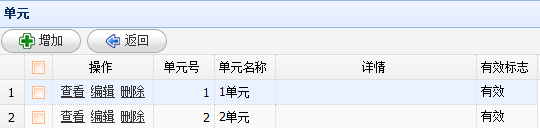 单元
增加 返回
操作 单元号 单元名称 详情 有效标志
1 查看 编辑 删除 1 1单元 有效
2 查看 编辑 删除 2 2单元 有效